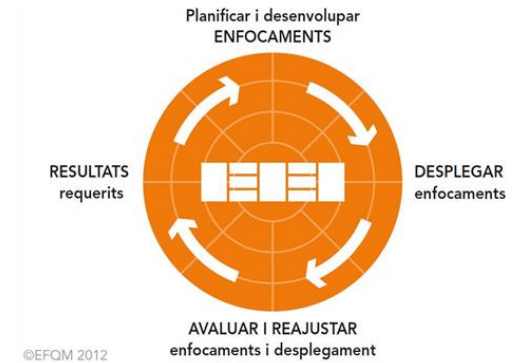 Planificar i desenvolupar
ENFOCAMENTS
RESULTATS
requerits
DESPLEGAR
enfocaments
AVALUAR I REAJUSTAR
enfocaments i desplegament
©EFQM 2012